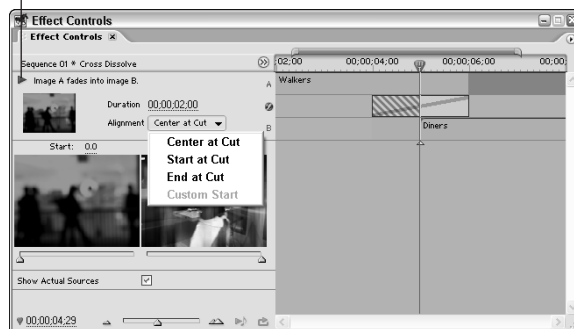 Effect Controls
Effect Controls
Sequence 01 * Cross Dissolve
:02;00 00;00;04;00 00;00;06;00 00;00;
Image A fades into image B.
A Walkers
Duration 00;00;02;00
Alignment Center at Cut
B Diners
Start: 0.0
Center at Cut
Start at Cut
End at Cut
Custom Start
Show Actual Sources
00;00;04;29